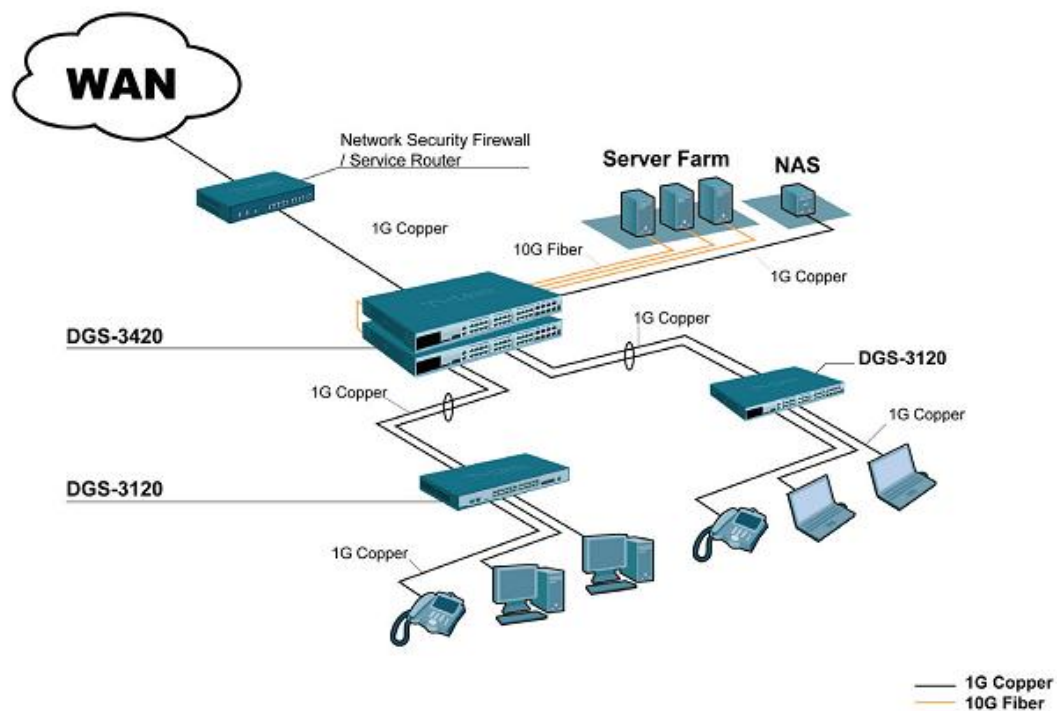 WAN
Network Security Firewall
/ Service Router
Server Farm
NAS
1G Copper
10G Fiber
1G Copper
DGS-3420
1G Copper
DGS-3120
1G Copper
1G Copper
DGS-3120
1G Copper
1G Copper
10G Fiber